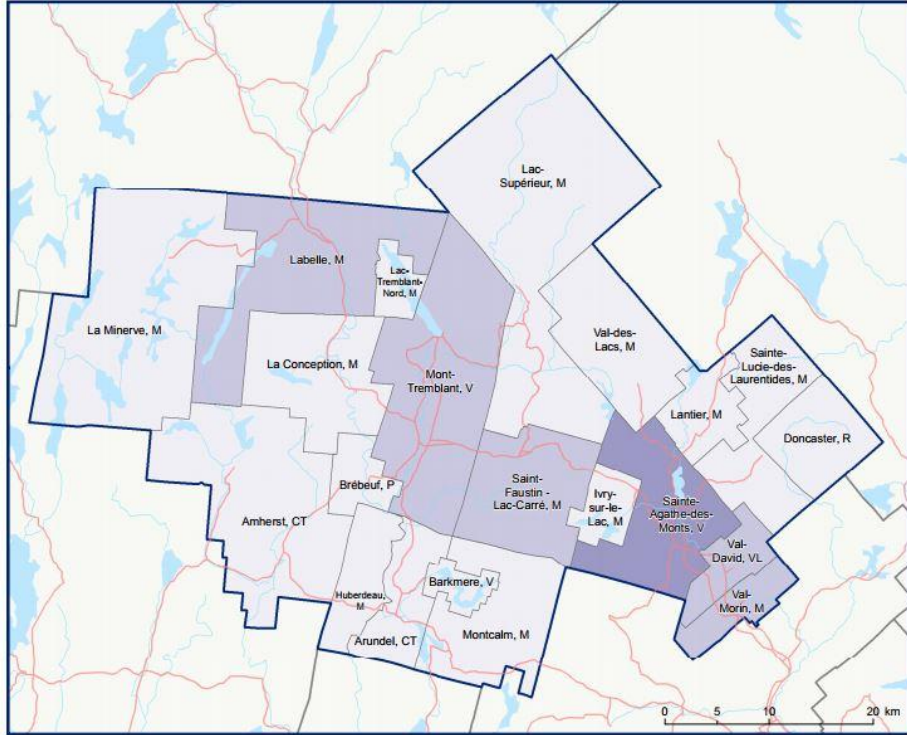 Lac-
Supérieur, M
Labelle, M
Lac-
Tremblant-
Nord, M
La Minerve, M
Val-des-
Lacs, M
La Conception, M
Mont-
Tremblant, V
Sainte-
Lucie-des-
Laurentides, M
Lantier, M
Doncaster, R
Saint-
Faustin -
Lac-Carré, M
Brébeuf, P
Ivry-
sur-le-
Lac, M
Sainte-
Agathe-des-
Monts, V
Amherst, CT
Val-
David, VL
Barkmere, V
Huberdeau,
M
Val-
Morin, M
Arundel, CT
Montcalm, M
0 5 10 20 km